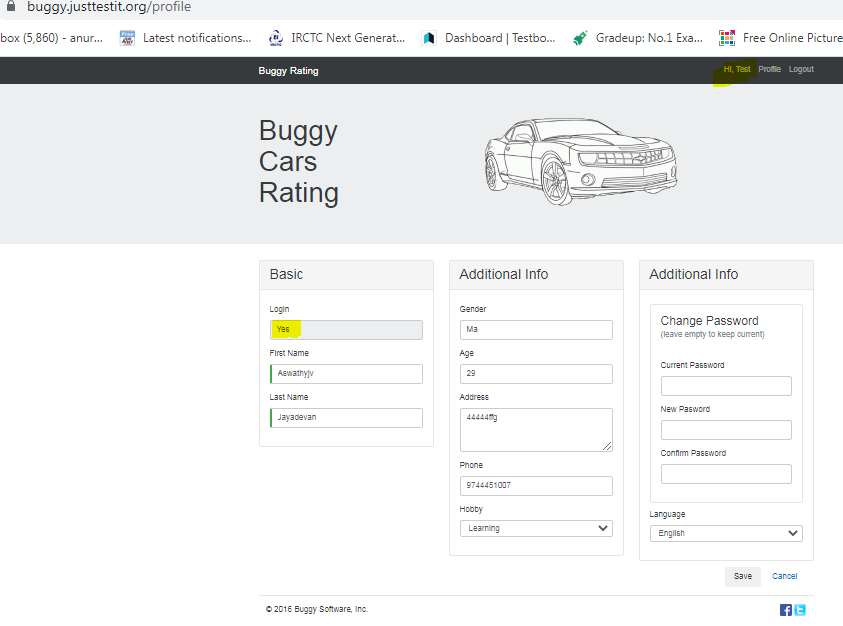 buggy.justtestit.org/profile
box (5,860) - anur...
Latest notifications...
IRCTC Next Generat...
Dashboard | Testbo...
Gradeup: No.1 Exa...
Free Online Picture
Buggy Rating
Hi, Test
Profile
Logout
Buggy
Cars
Rating
Basic
Login
Yes
First Name
Aswathyjv
Last Name
Jayadevan
Additional Info
Gender
Ma
Age
29
Address
44444ffg
Phone
9744451007
Hobby
Learning
Additional Info
Change Password
(leave empty to keep current)
Current Password
New Pasword
Confirm Password
Language
English
Save
Cancel
© 2016 Buggy Software, Inc.